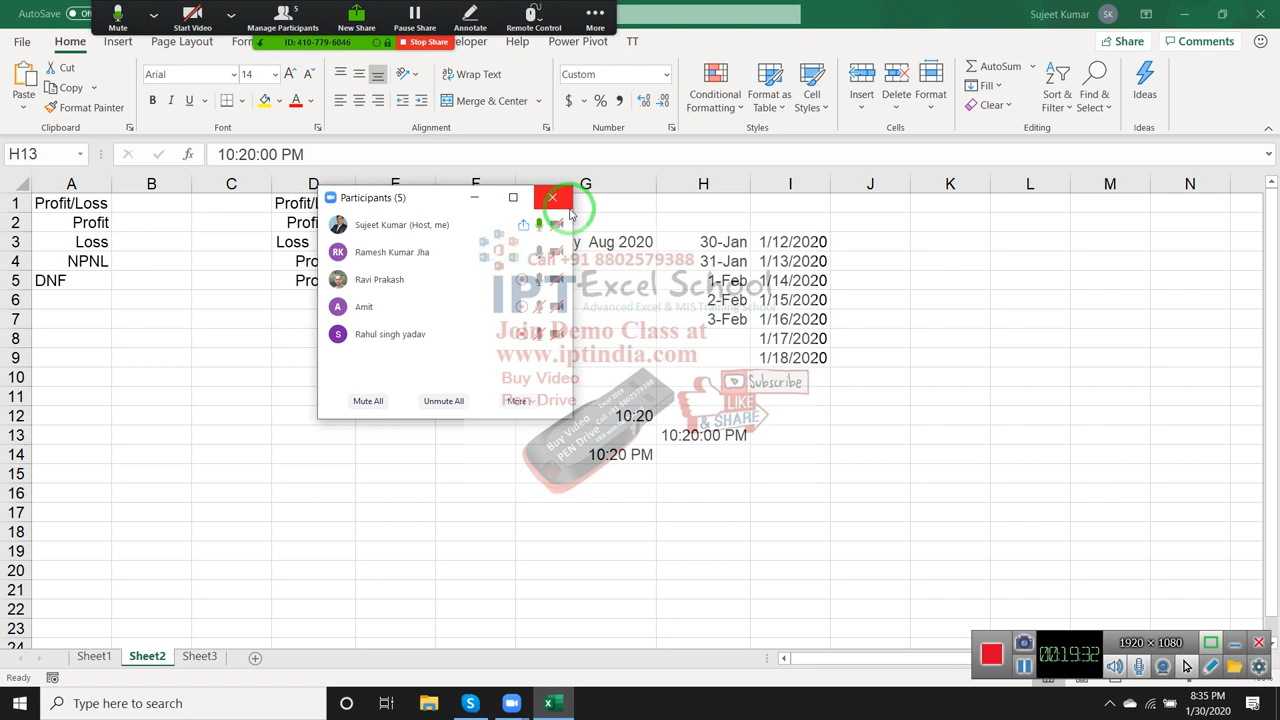 AutoSave
Sujeet Kumar
SK
Mute
Start Video
Manage Participants
5
New Share
Pause Share
Annotate
Remote Control
More
ID: 410-779-6046
Stop Share
File
Home
Insert
Page Layout
Help
Power Pivot
TT
Share
Comments
Paste
Cut
Copy
Format Painter
Clipboard
Arial
14
B I U
Font
Wrap Text
Merge & Center
Alignment
Custom
$ % ,
Number
Conditional Formatting
Format as Table
Cell Styles
Styles
Insert
Delete
Format
Cells
AutoSum
Fill
Clear
Sort & Filter
Find & Select
Editing
Ideas
Ideas
H13
fx
10:20:00 PM
A B C D E F G H I J K L M N
1 Profit/Loss
2 Profit
3 Loss Loss Aug 2020 30-Jan 1/12/2020
4 NPNL 31-Jan 1/13/2020
5 DNF 1-Feb 1/14/2020
6 2-Feb 1/15/2020
7 3-Feb 1/16/2020
8 1/17/2020
9 1/18/2020
10
11
12 10:20
13 10:20:00 PM
14 10:20 PM
15
16
17
18
19
20
21
22
23
24
Participants (5)
Sujeet Kumar (Host, me)
RK Ramesh Kumar Jha
Ravi Prakash
A Amit
S Rahul singh yadav
Mute All
Unmute All
More
Call +91 8802579388
IPT Excel School
Advanced Excel & MIS Training School
Join Demo Class at
www.iptindia.com
Buy Video
Pen Drive
Subscribe
LIKE
& SHARE
Buy Video
PEN Drive
Sheet1
Sheet2
Sheet3
Ready
00:19:32
1920 × 1080
Type here to search
8:35 PM
1/30/2020